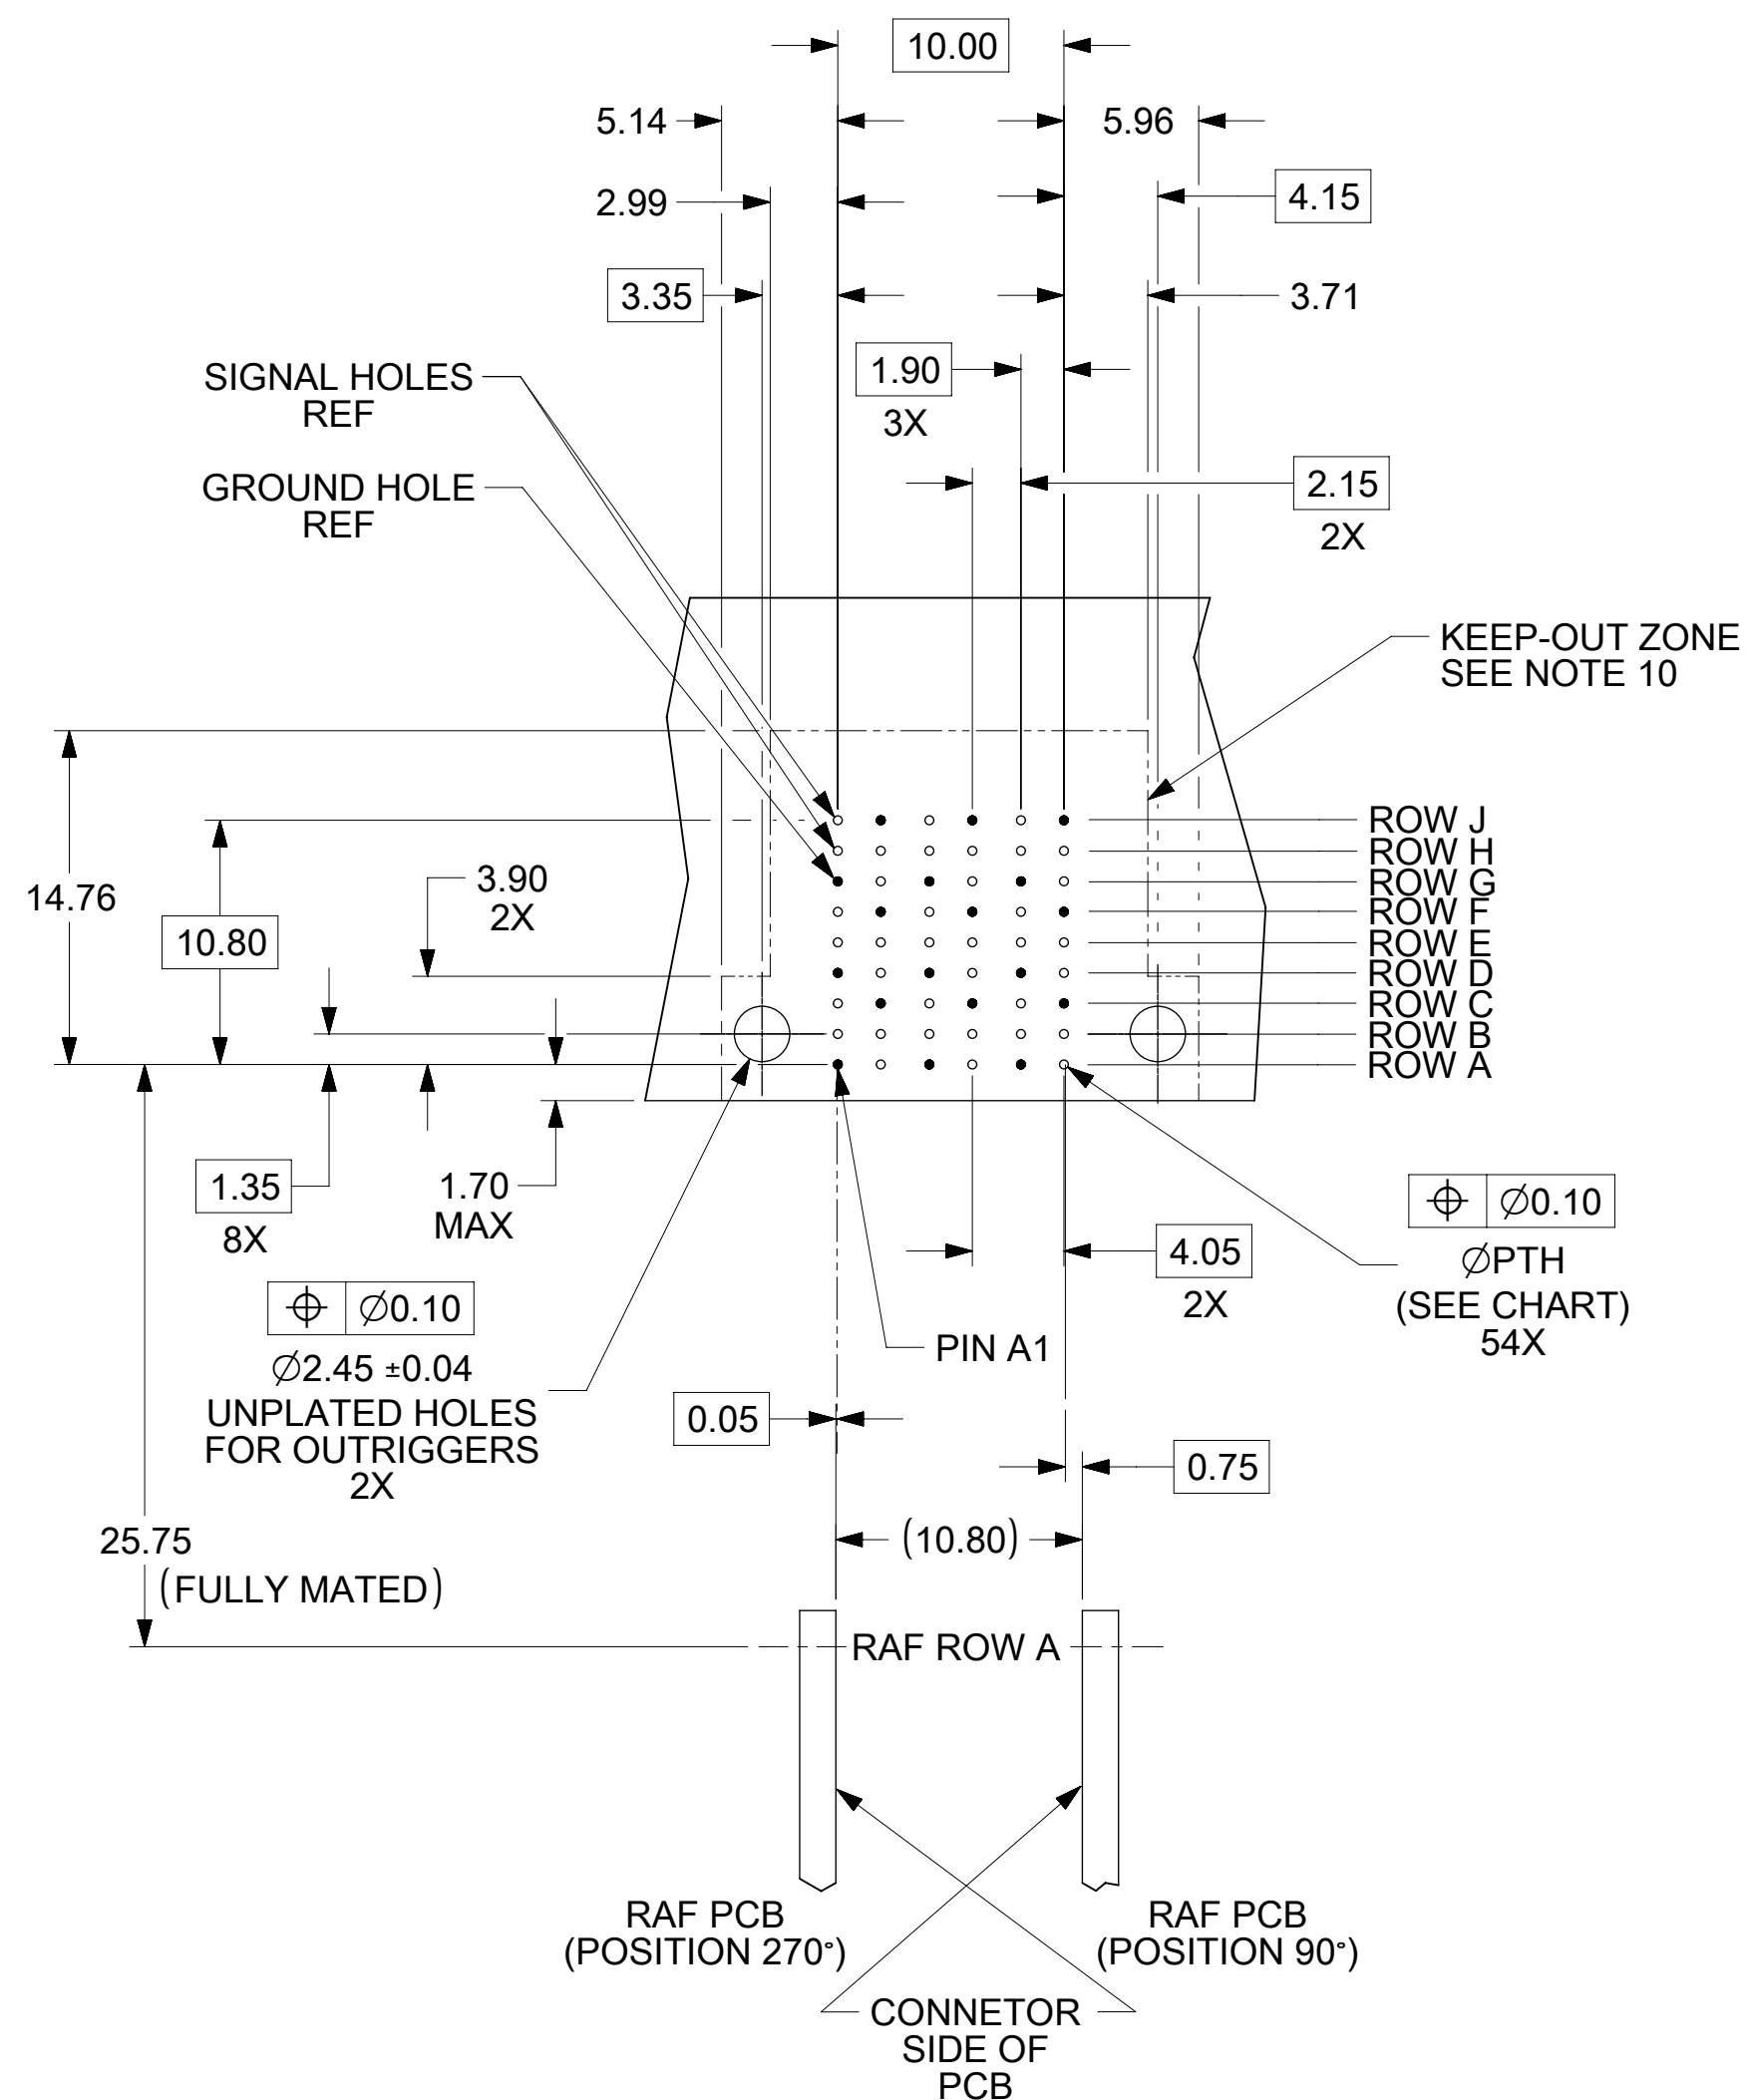 10.00
5.14
5.96
2.99
4.15
3.35
3.71
SIGNAL HOLES
REF
1.90
3X
GROUND HOLE
REF
2.15
2X
KEEP-OUT ZONE
SEE NOTE 10
ROW J
ROW H
ROW G
ROW F
ROW E
ROW D
ROW C
ROW B
ROW A
14.76
3.90
2X
10.80
1.35
8X
1.70
MAX
⌖ ∅0.10
∅PTH
(SEE CHART)
54X
4.05
2X
⌖ ∅0.10
∅2.45 ±0.04
UNPLATED HOLES
FOR OUTRIGGERS
2X
PIN A1
0.05
0.75
25.75
(FULLY MATED)
(10.80)
RAF ROW A
RAF PCB
(POSITION 270°)
RAF PCB
(POSITION 90°)
CONNETOR
SIDE OF
PCB